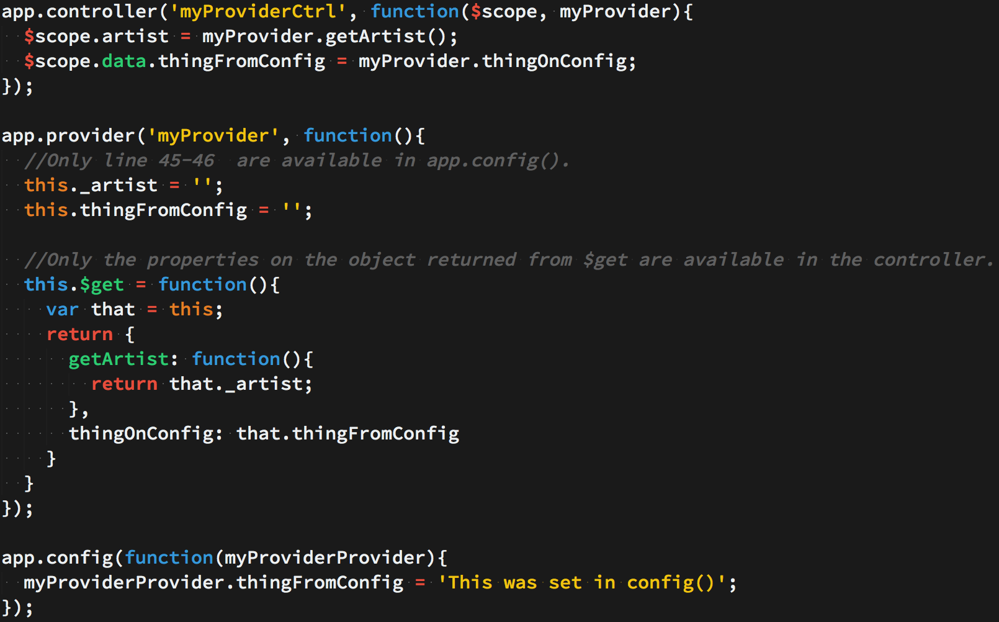 app.controller('myProviderCtrl', function($scope, myProvider){
  $scope.artist = myProvider.getArtist();
  $scope.data.thingFromConfig = myProvider.thingOnConfig;
});

app.provider('myProvider', function(){
  //Only line 45-46  are available in app.config().
  this._artist = '';
  this.thingFromConfig = '';

  //Only the properties on the object returned from $get are available in the controller.
  this.$get = function(){
    var that = this;
    return {
      getArtist: function(){
        return that._artist;
      },
      thingOnConfig: that.thingFromConfig
    }
  }
});

app.config(function(myProviderProvider){
  myProviderProvider.thingFromConfig = 'This was set in config()';
});